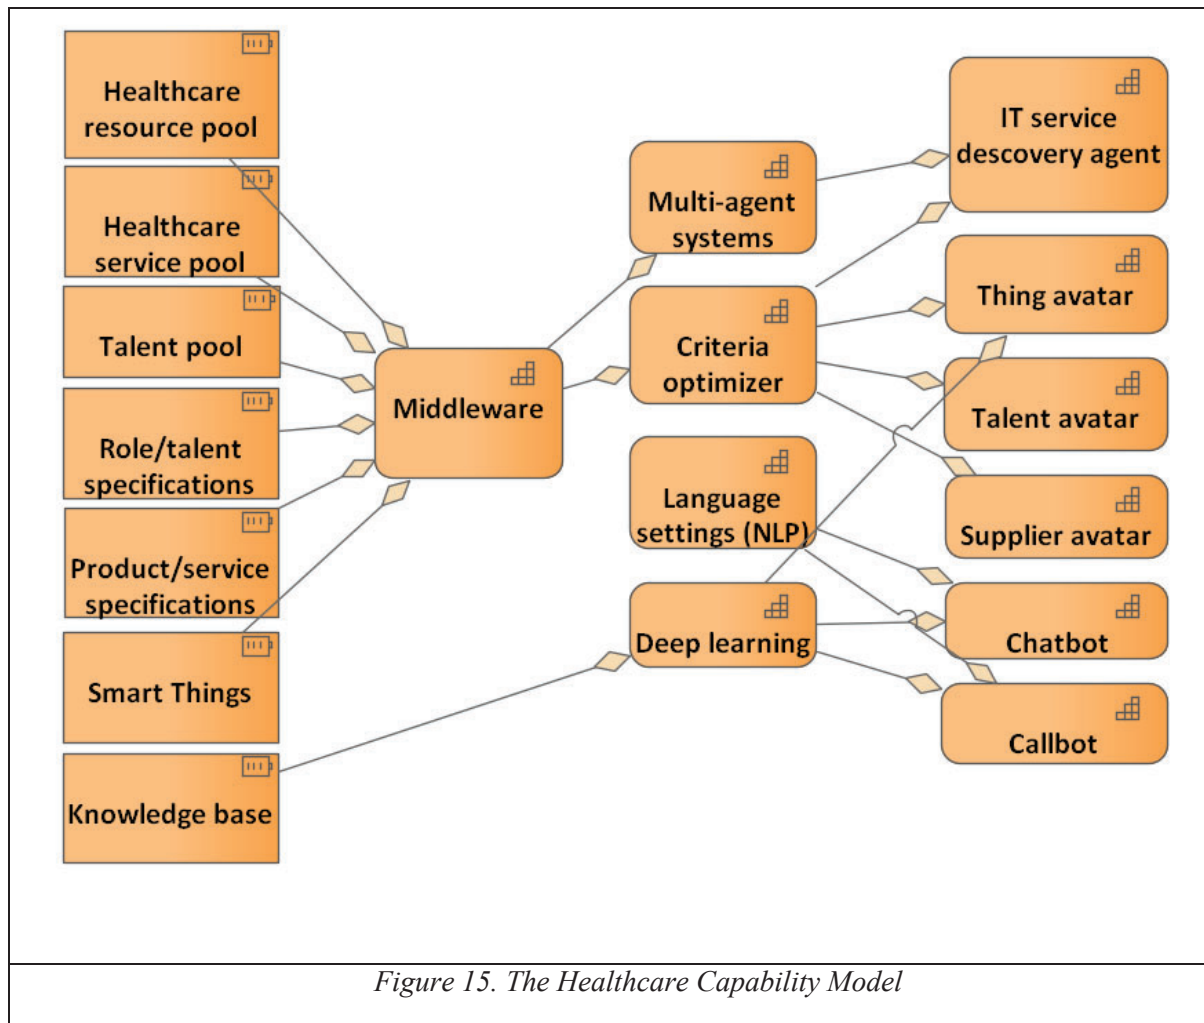 Healthcare
resource pool
Healthcare
service pool
Talent pool
Role/talent
specifications
Product/service
specifications
Smart Things
Knowledge base
Middleware
Multi-agent
systems
Criteria
optimizer
Language
settings (NLP)
Deep learning
IT service
descovery agent
Thing avatar
Talent avatar
Supplier avatar
Chatbot
Callbot
Figure 15. The Healthcare Capability Model